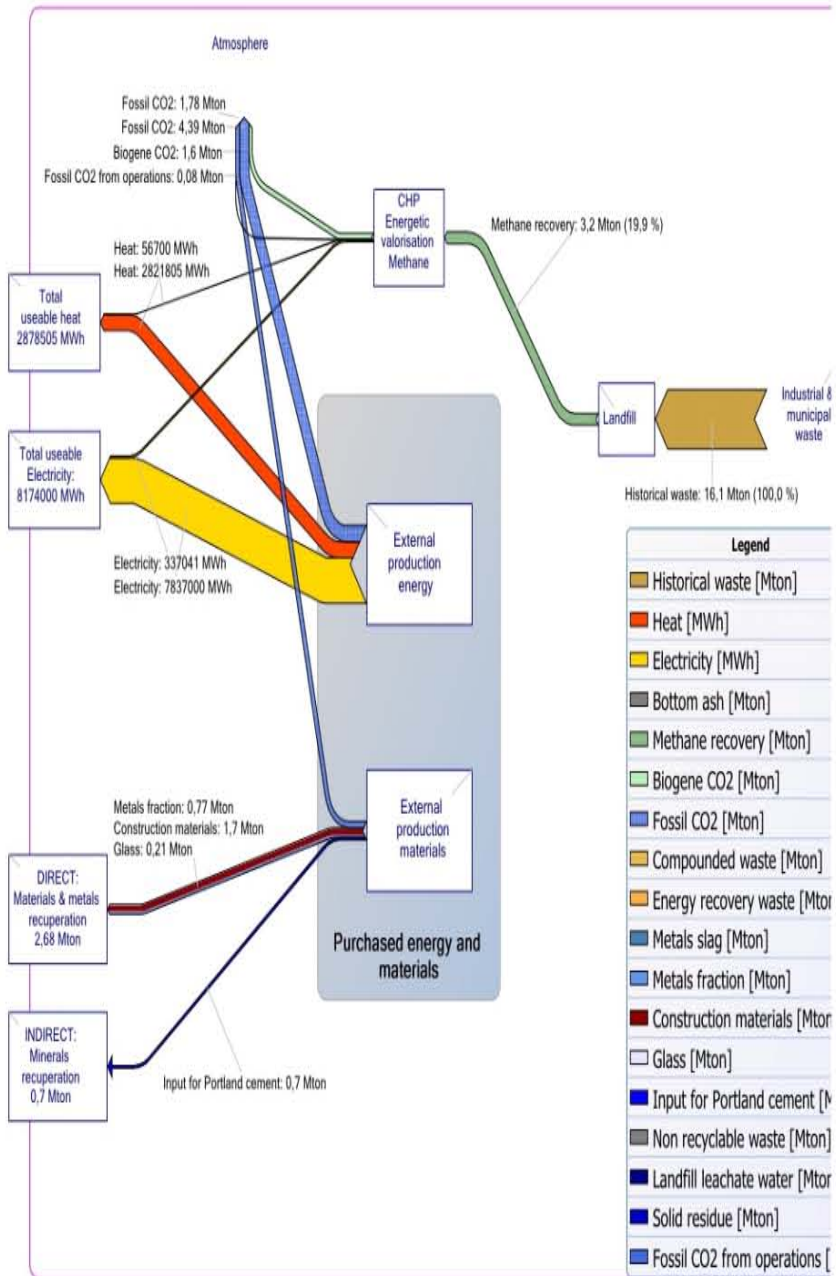 Atmosphere
Fossil CO2: 1,78 Mton
Fossil CO2: 4,39 Mton
Biogene CO2: 1,6 Mton
Fossil CO2 from operations: 0,08 Mton
CHP
Energetic
valorisation
Methane
Methane recovery: 3,2 Mton (19,9 %)
Heat: 56700 MWh
Heat: 2821805 MWh
Total
useable heat
2878505 MWh
Landfill
Industrial &
municipal
waste
Total useable
Electricity:
8174000 MWh
Historical waste: 16,1 Mton (100,0 %)
External
production
energy
Electricity: 337041 MWh
Electricity: 7837000 MWh
Metals fraction: 0,77 Mton
Construction materials: 1,7 Mton
Glass: 0,21 Mton
External
production
materials
DIRECT:
Materials & metals
recuperation
2,68 Mton
Purchased energy and
materials
INDIRECT:
Minerals
recuperation
0,7 Mton
Input for Portland cement: 0,7 Mton
Legend
Historical waste [Mton]
Heat [MWh]
Electricity [MWh]
Bottom ash [Mton]
Methane recovery [Mton]
Biogene CO2 [Mton]
Fossil CO2 [Mton]
Compounded waste [Mton]
Energy recovery waste [Mton
Metals slag [Mton]
Metals fraction [Mton]
Construction materials [Mton
Glass [Mton]
Input for Portland cement [M
Non recyclable waste [Mton]
Landfill leachate water [Mton
Solid residue [Mton]
Fossil CO2 from operations [